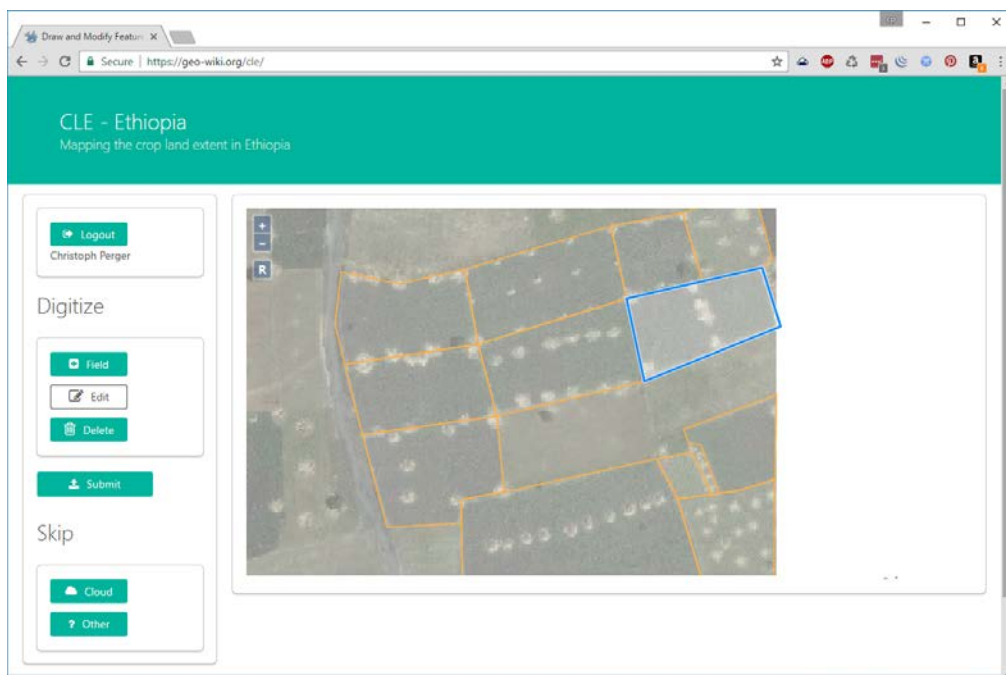 Draw and Modify Featur
Secure | https://geo-wiki.org/cle/
CLE - Ethiopia
Mapping the crop land extent in Ethiopia
Logout
Christoph Perger
Digitize
Field
Edit
Delete
Submit
Skip
Cloud
? Other
+
−
R